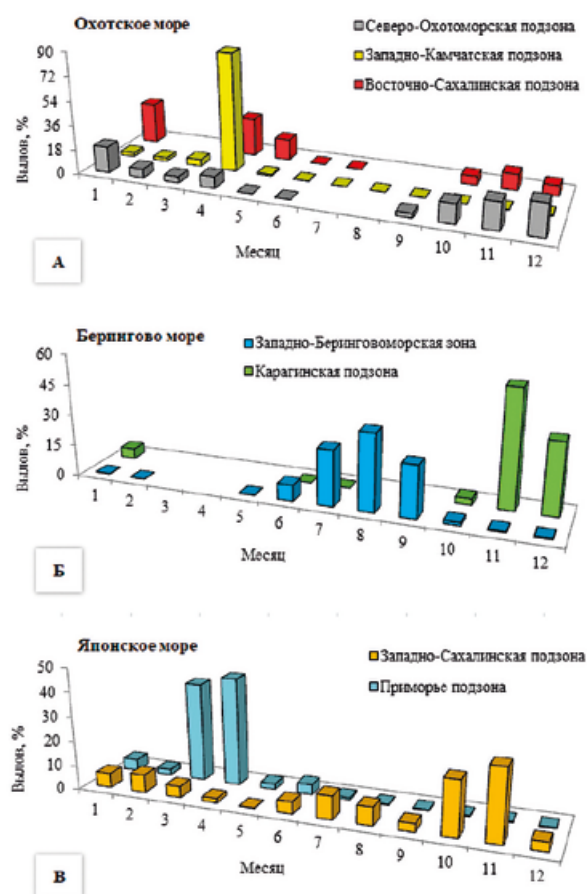 Охотское море
Северо-Охотоморская подзона
Западно-Камчатская подзона
Восточно-Сахалинская подзона
Вылов, %
90
72
54
36
18
0
1 2 3 4 5 6 7 8 9 10 11 12
Месяц
А
Берингово море
Западно-Беринговоморская зона
Карагинская подзона
Вылов, %
60
45
30
15
0
1 2 3 4 5 6 7 8 9 10 11 12
Месяц
Б
Японское море
Западно-Сахалинская подзона
Приморье подзона
Вылов, %
50
40
30
20
10
0
1 2 3 4 5 6 7 8 9 10 11 12
Месяц
В